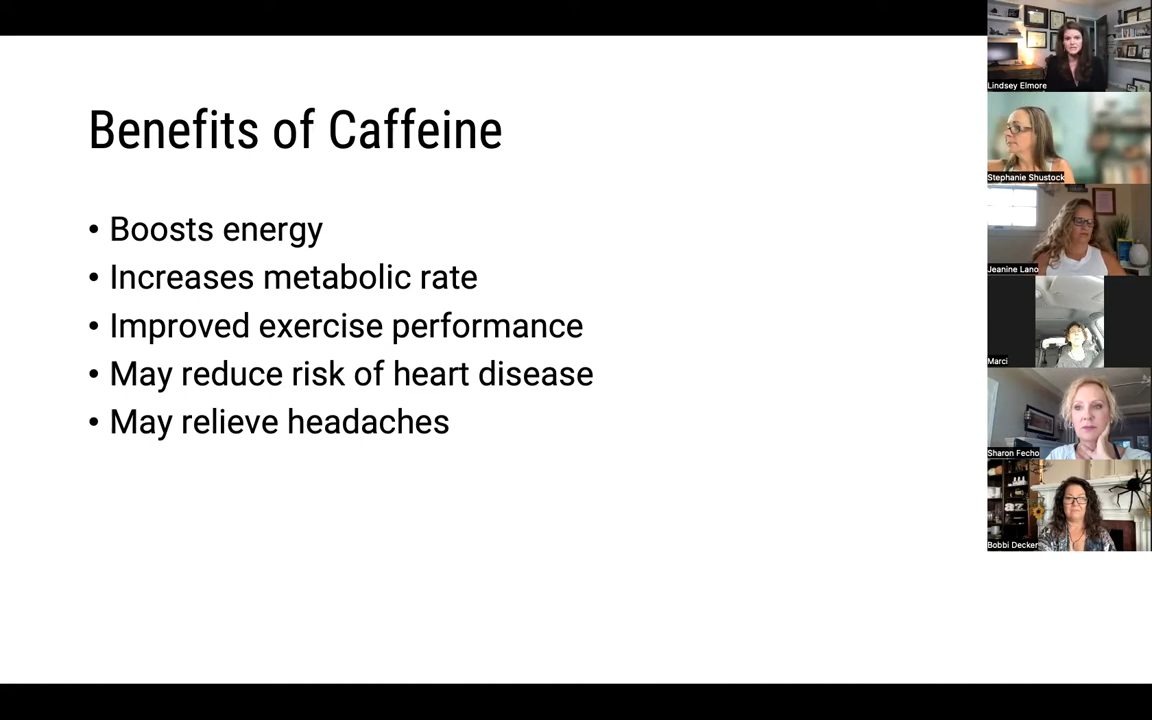 Benefits of Caffeine
• Boosts energy
• Increases metabolic rate
• Improved exercise performance
• May reduce risk of heart disease
• May relieve headaches
Lindsey Elmore
Stephanie Shustock
Jeanine Lano
Marci
Sharon Fecho
az
Bobbi Decker